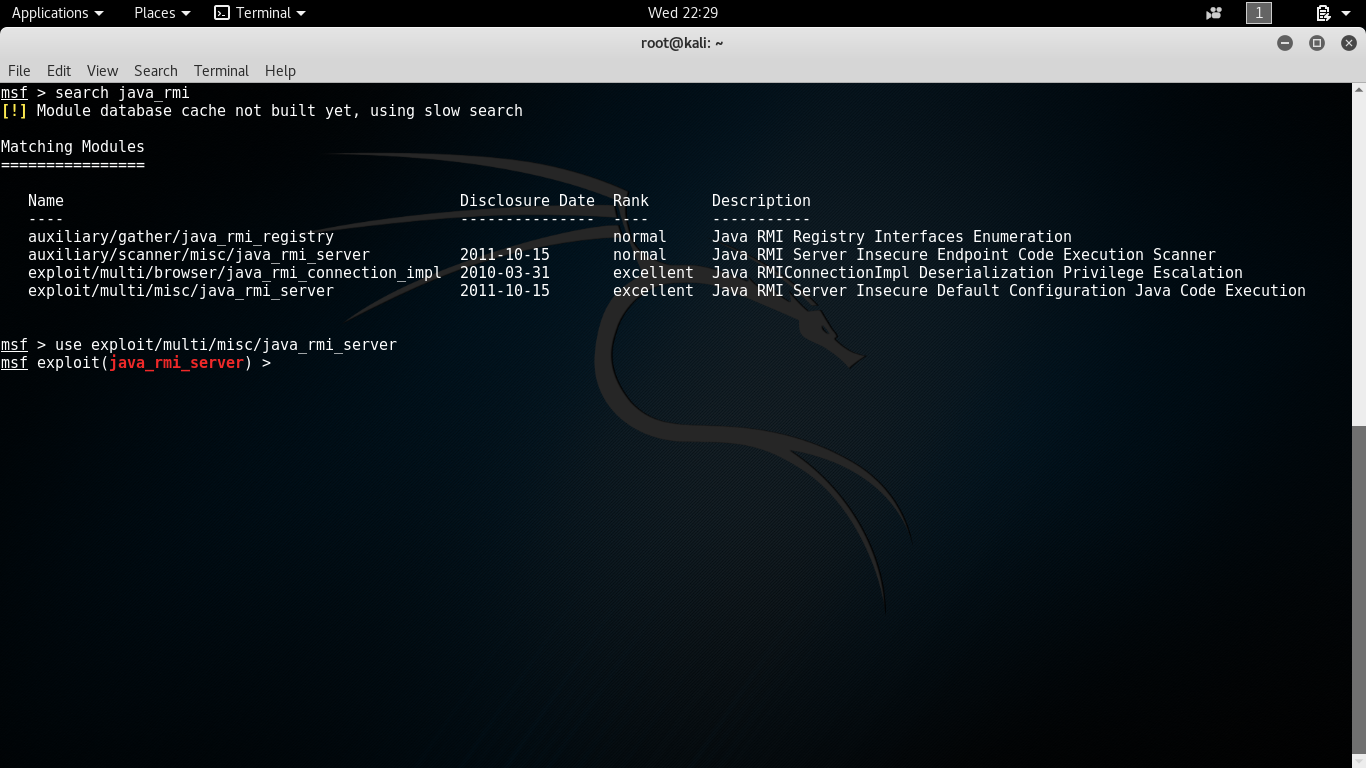 Applications Places Terminal Wed 22:29 1
root@kali: ~
File Edit View Search Terminal Help
msf > search java_rmi
[!] Module database cache not built yet, using slow search
Matching Modules
================
Name Disclosure Date Rank Description
---- --------------- ---- -----------
auxiliary/gather/java_rmi_registry normal Java RMI Registry Interfaces Enumeration
auxiliary/scanner/misc/java_rmi_server 2011-10-15 normal Java RMI Server Insecure Endpoint Code Execution Scanner
exploit/multi/browser/java_rmi_connection_impl 2010-03-31 excellent Java RMIConnectionImpl Deserialization Privilege Escalation
exploit/multi/misc/java_rmi_server 2011-10-15 excellent Java RMI Server Insecure Default Configuration Java Code Execution
msf > use exploit/multi/misc/java_rmi_server
msf exploit(java_rmi_server) >